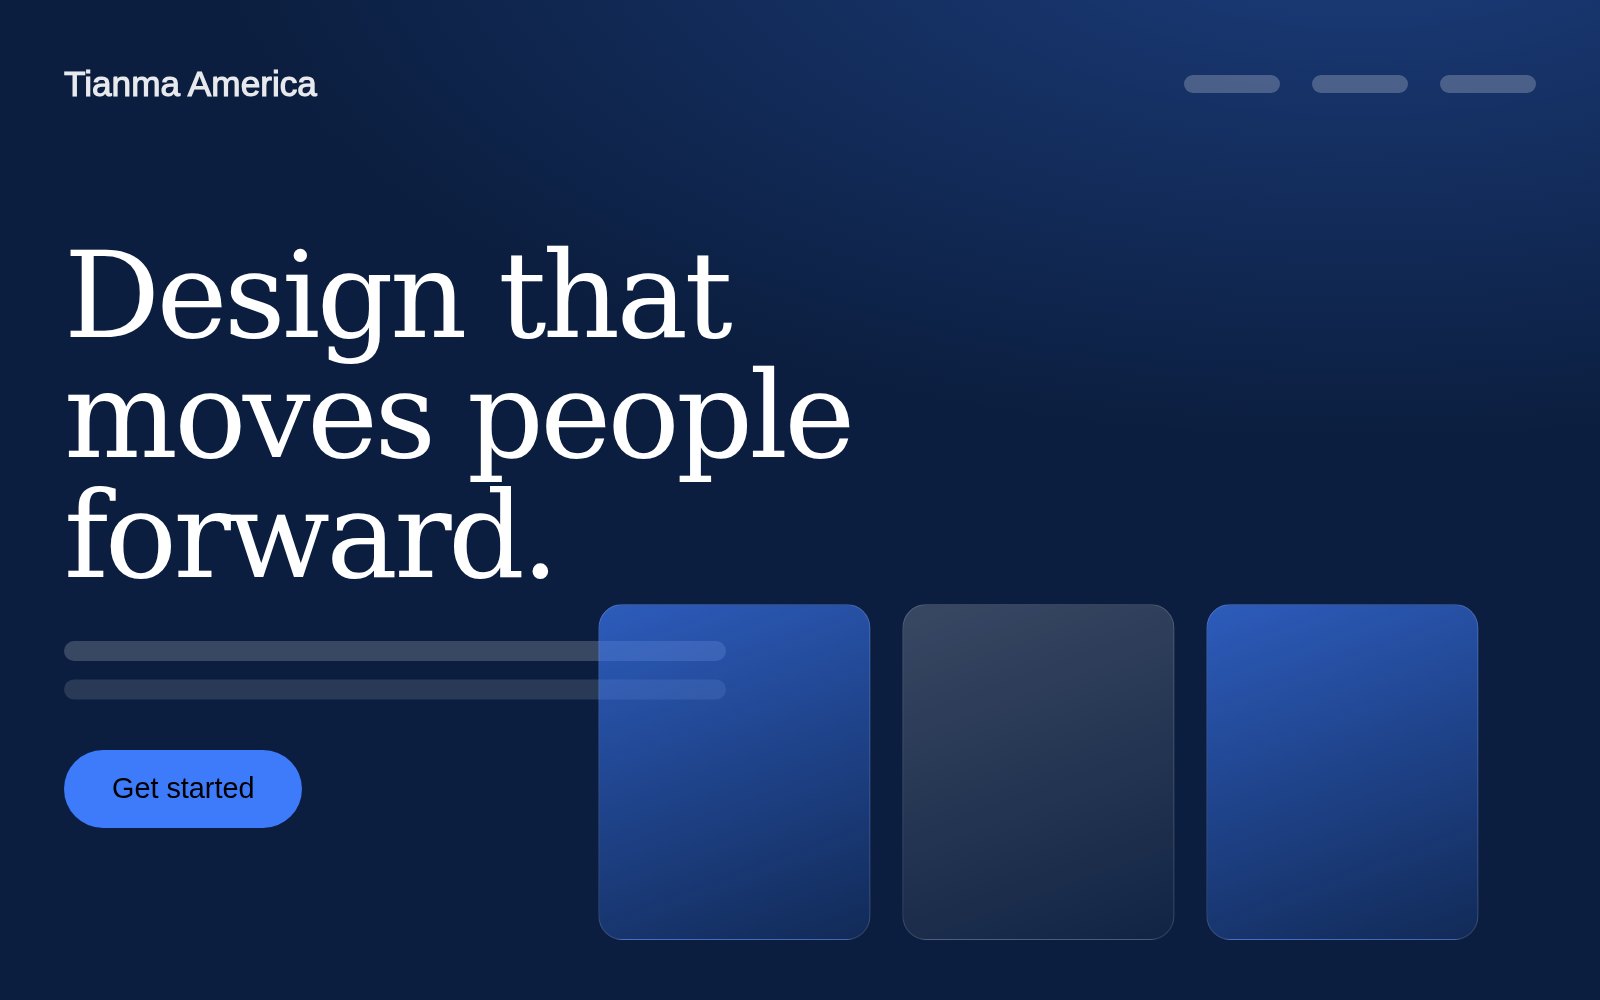 Tianma America
Design that
moves people
forward.
Get started